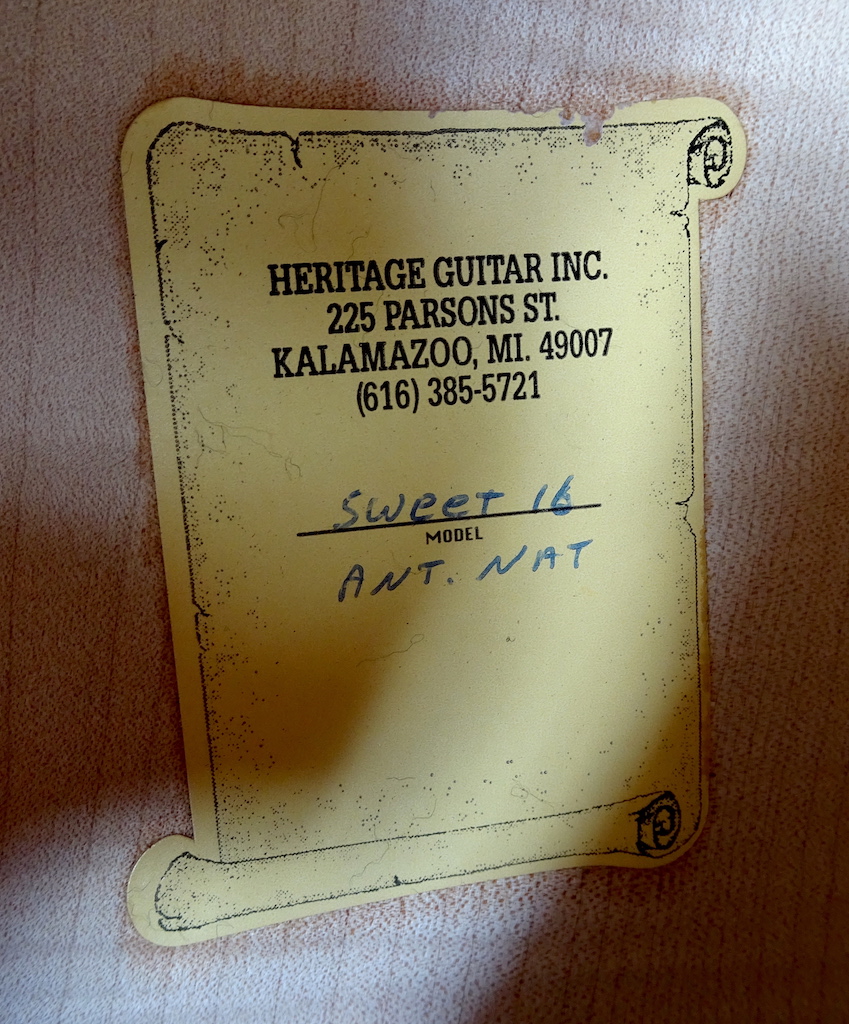 HERITAGE GUITAR INC.
225 PARSONS ST.
KALAMAZOO, MI. 49007
(616) 385-5721
SWeeT 16
MODEL
ANT. NAT